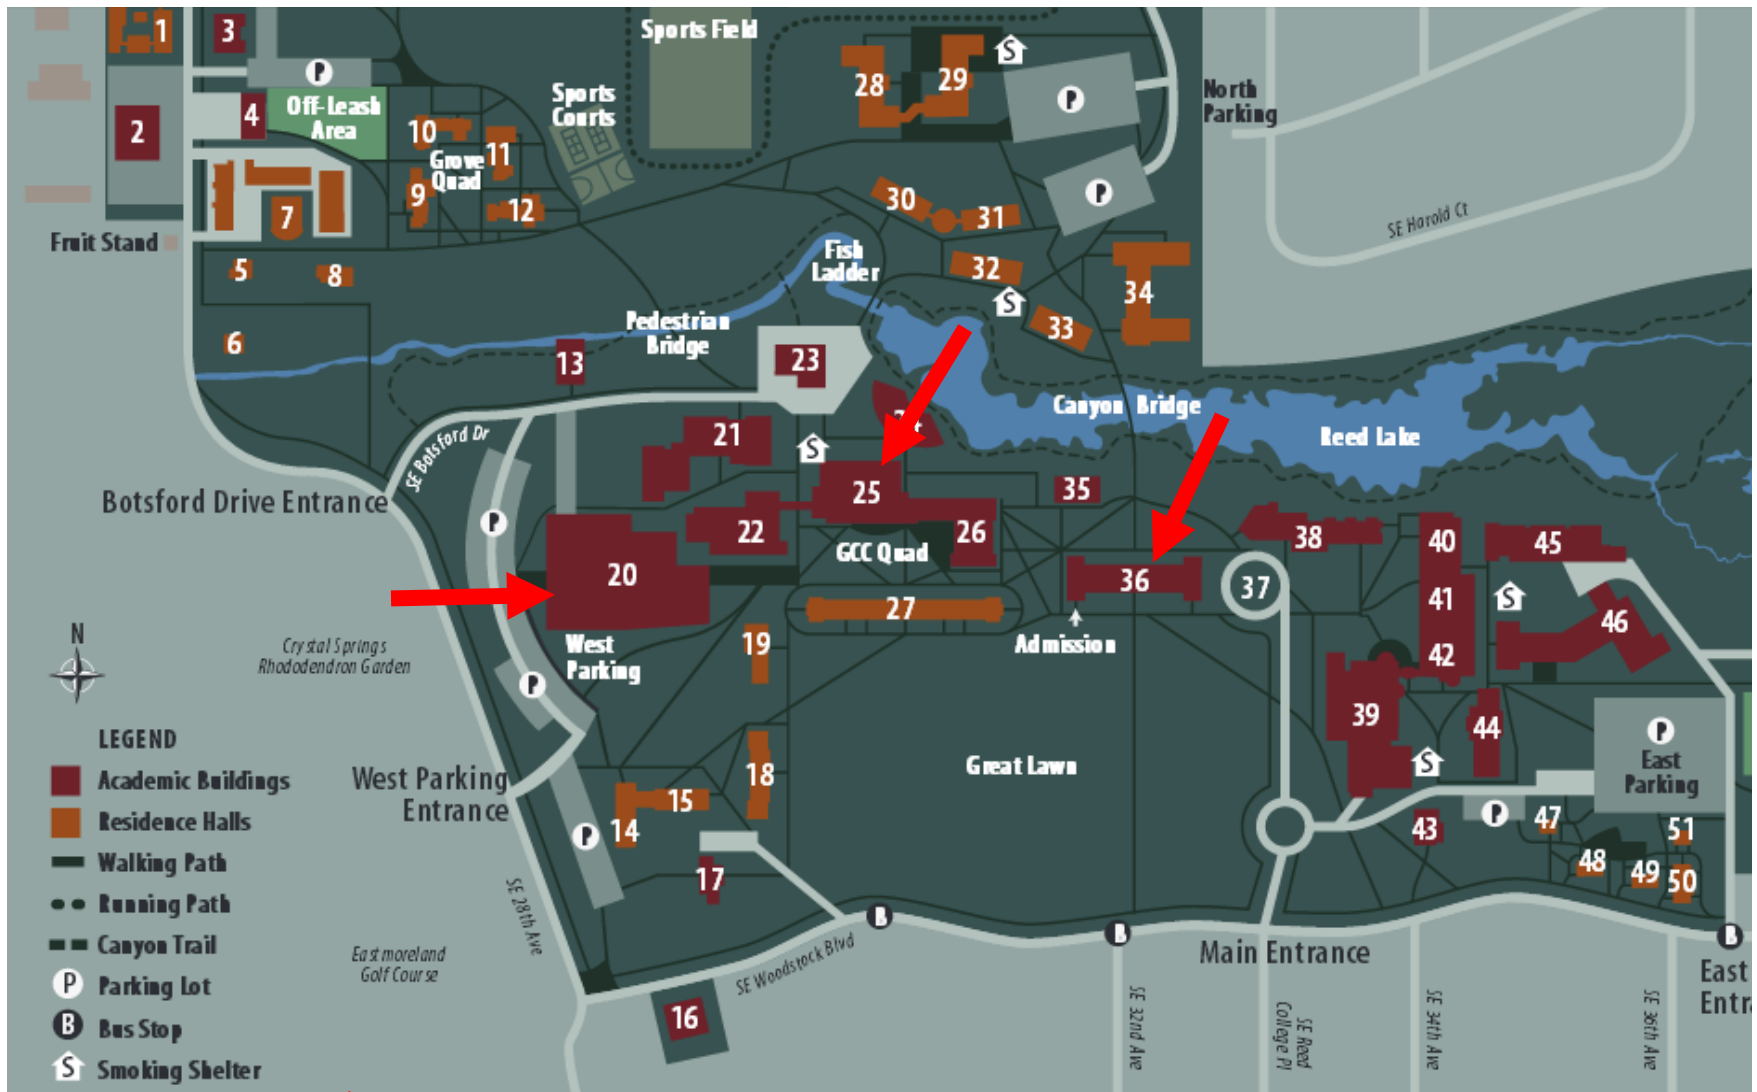 1
3
2
4
P
Off-Leash
Area
Sports Field
Sports
Courts
28
29
S
P
North
Parking
10
11
Grove
Quad
9
12
7
P
30
31
SE Harold Ct
Fruit Stand
5
8
Fish
Ladder
32
S
34
33
6
Pedestrian
Bridge
13
23
Canyon Bridge
Reed Lake
SE Botsford Dr
21
S
Botsford Drive Entrance
P
22
25
26
35
GCC Quad
38
40
45
20
36
37
41
S
46
27
Admission
42
West
Parking
19
N
Crystal Springs
Rhododendron Garden
P
39
44
P
East
Parking
S
LEGEND
Academic Buildings
Residence Halls
Walking Path
Running Path
Canyon Trail
P Parking Lot
B Bus Stop
S Smoking Shelter
West Parking
Entrance
18
Great Lawn
15
14
P
17
43
P
47
51
48
49
50
SE 28th Ave
B
B
B
Main Entrance
East
Eastmoreland
Golf Course
SE Woodstock Blvd
16
SE 32nd Ave
SE Reed
College Pl
SE 34th Ave
SE 36th Ave